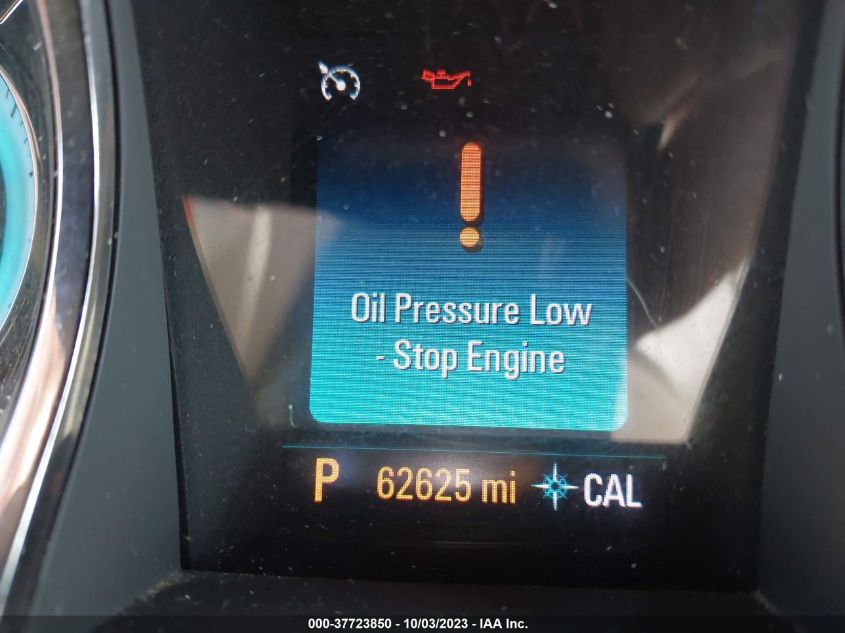 Oil Pressure Low
- Stop Engine
P 62625 mi CAL
000-37723850 - 10/03/2023 - IAA Inc.